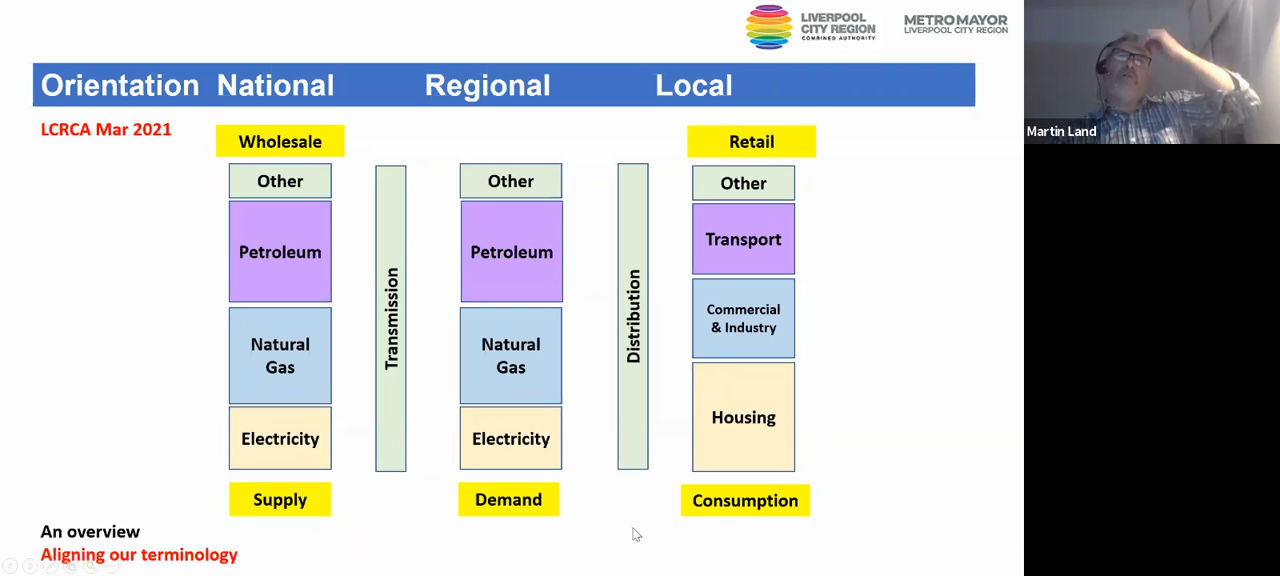 LIVERPOOL
CITY REGION
COMBINED AUTHORITY
METROMAYOR
LIVERPOOL CITY REGION
Orientation National Regional Local
LCRCA Mar 2021
Wholesale
Other
Petroleum
Natural
Gas
Electricity
Supply
Transmission
Other
Petroleum
Natural
Gas
Electricity
Demand
Distribution
Retail
Other
Transport
Commercial
& Industry
Housing
Consumption
An overview
Aligning our terminology
Martin Land